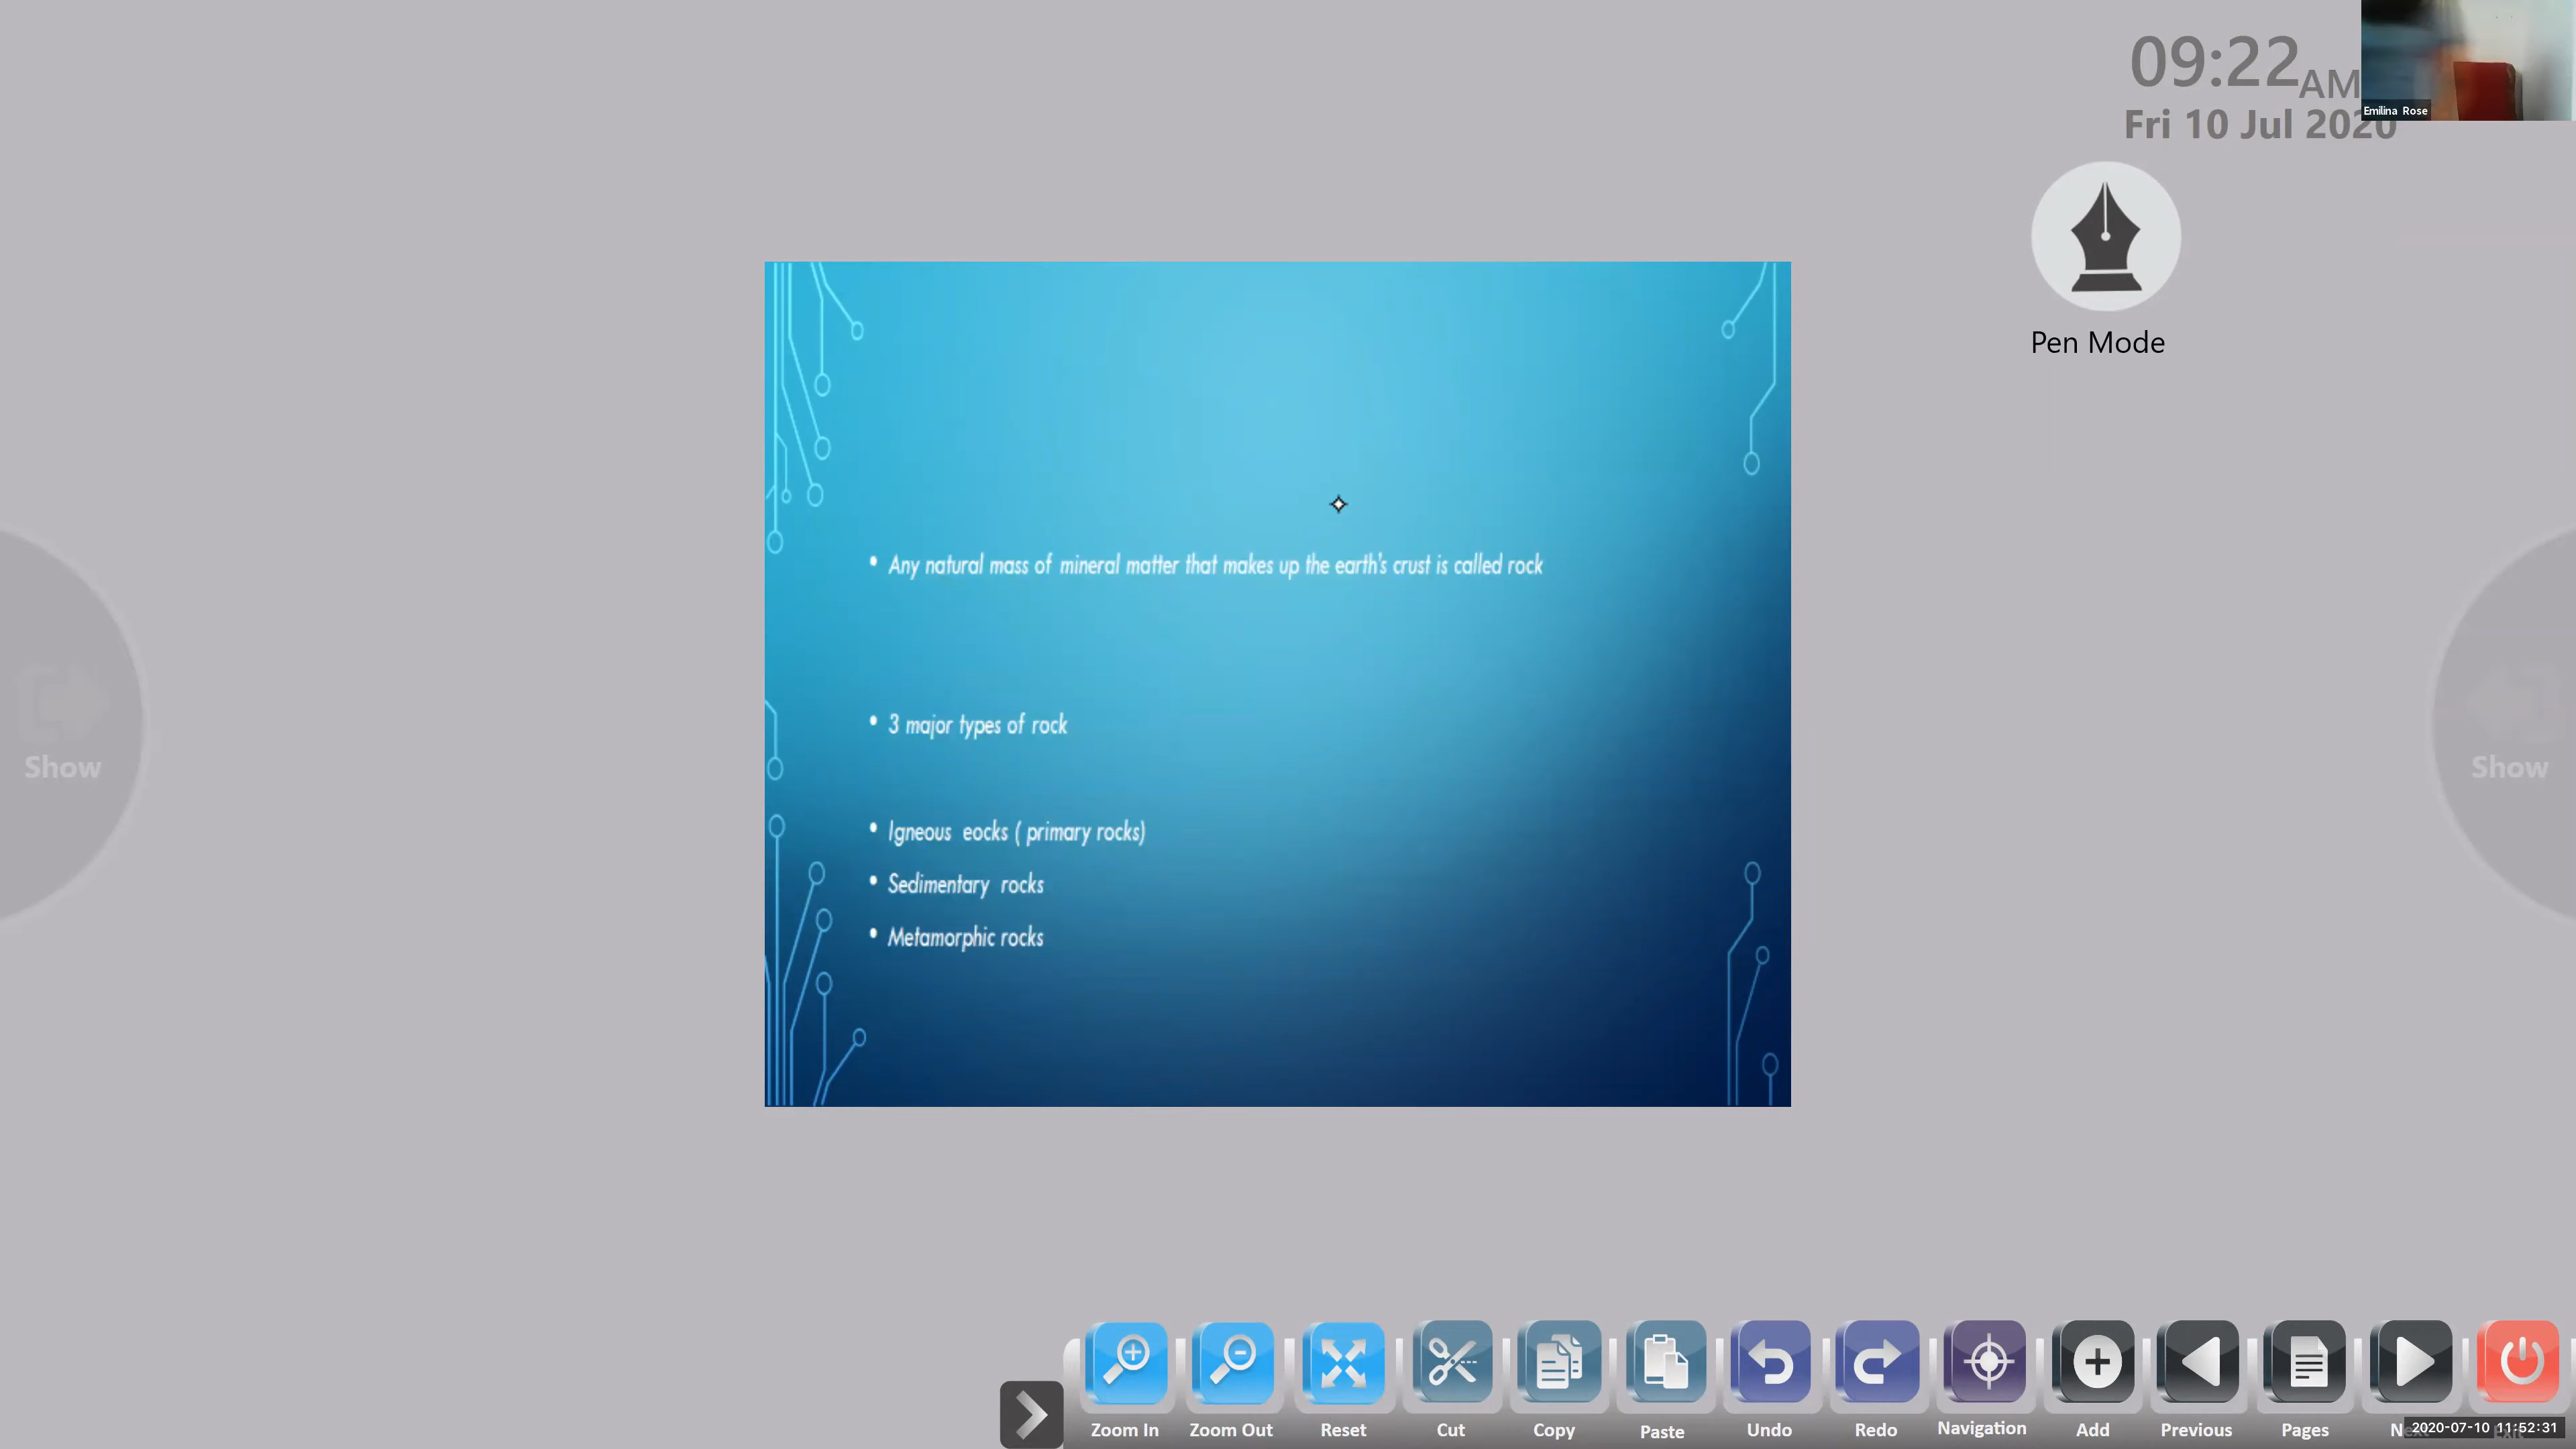 09:22 AM
Fri 10 Jul 2020
Emilina Rose
Pen Mode
• Any natural mass of mineral matter that makes up the earth's crust is called rock
• 3 major types of rock
• Igneous eocks ( primary rocks)
• Sedimentary rocks
• Metamorphic rocks
Show
Show
Zoom In Zoom Out Reset Cut Copy Paste Undo Redo Navigation Add Previous Pages
2020-07-10 11:52:31